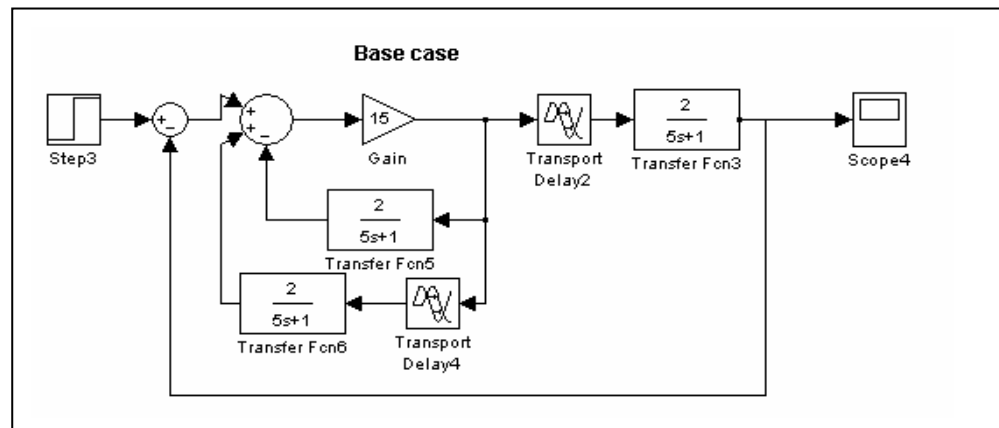 Base case
Step3
+
−
+
+
−
15
Gain
Transport
Delay2
2
5s+1
Transfer Fcn3
Scope4
2
5s+1
Transfer Fcn5
2
5s+1
Transfer Fcn6
Transport
Delay4